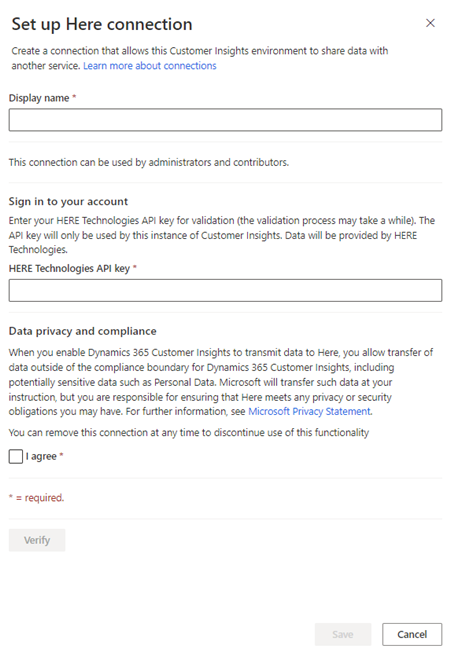 Set up Here connection
Create a connection that allows this Customer Insights environment to share data with
another service. Learn more about connections
Display name *
This connection can be used by administrators and contributors.
Sign in to your account
Enter your HERE Technologies API key for validation (the validation process may take a while). The
API key will only be used by this instance of Customer Insights. Data will be provided by HERE
Technologies.
HERE Technologies API key *
Data privacy and compliance
When you enable Dynamics 365 Customer Insights to transmit data to Here, you allow transfer of
data outside of the compliance boundary for Dynamics 365 Customer Insights, including
potentially sensitive data such as Personal Data. Microsoft will transfer such data at your
instruction, but you are responsible for ensuring that Here meets any privacy or security
obligations you may have. For further information, see Microsoft Privacy Statement.
You can remove this connection at any time to discontinue use of this functionality
I agree *
* = required.
Verify
Save
Cancel